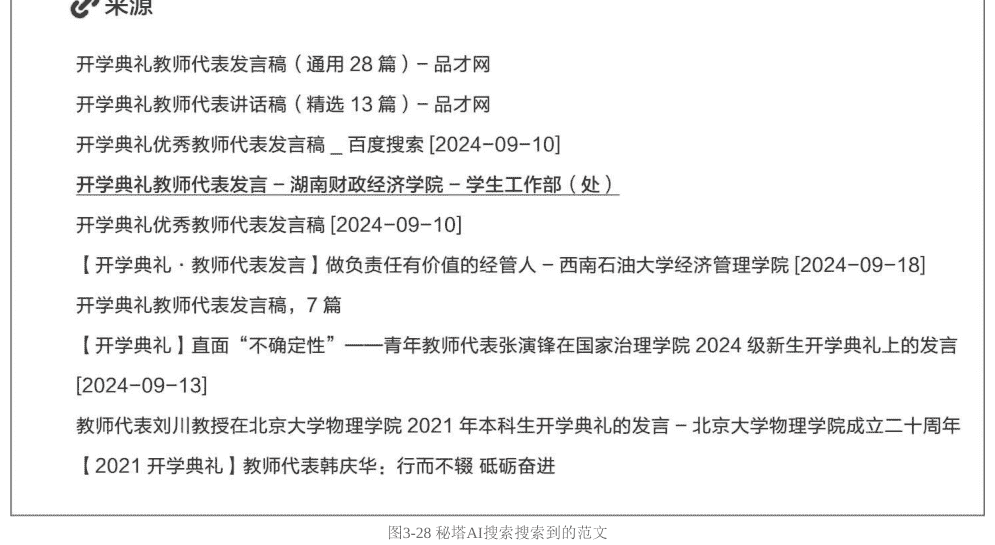 来源
开学典礼教师代表发言稿（通用 28 篇）- 品才网
开学典礼教师代表讲话稿（精选 13 篇）- 品才网
开学典礼优秀教师代表发言稿 _ 百度搜索 [2024-09-10]
开学典礼教师代表发言 - 湖南财政经济学院 - 学生工作部（处）
开学典礼优秀教师代表发言稿 [2024-09-10]
【开学典礼 · 教师代表发言】做负责任有价值的经管人 - 西南石油大学经济管理学院 [2024-09-18]
开学典礼教师代表发言稿，7 篇
【开学典礼】直面“不确定性”——青年教师代表张演锋在国家治理学院 2024 级新生开学典礼上的发言
[2024-09-13]
教师代表刘川教授在北京大学物理学院 2021 年本科生开学典礼的发言 - 北京大学物理学院成立二十周年
【2021 开学典礼】教师代表韩庆华：行而不辍 砥砺奋进
图3-28 秘塔AI搜索搜索到的范文